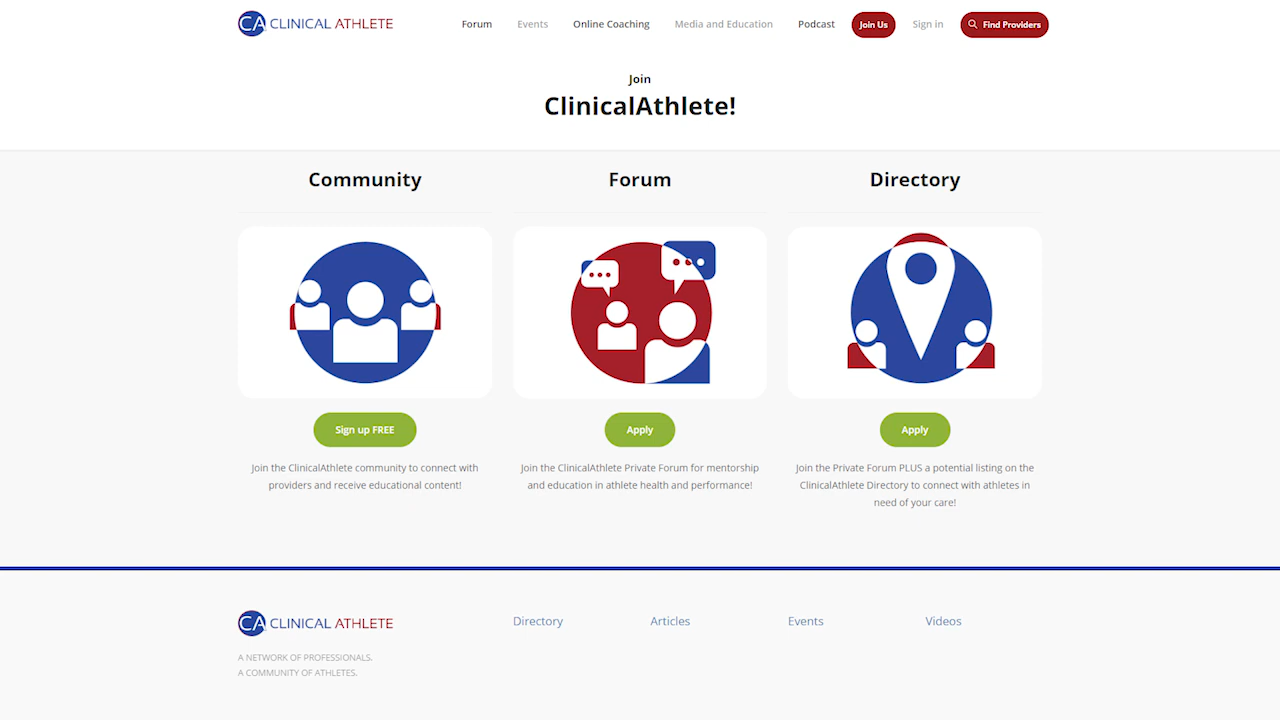 CA CLINICAL ATHLETE
Forum
Events
Online Coaching
Media and Education
Podcast
Join Us
Sign in
Find Providers
Join
ClinicalAthlete!
Community
Forum
Directory
Sign up FREE
Apply
Apply
Join the ClinicalAthlete community to connect with
providers and receive educational content!
Join the ClinicalAthlete Private Forum for mentorship
and education in athlete health and performance!
Join the Private Forum PLUS a potential listing on the
ClinicalAthlete Directory to connect with athletes in
need of your care!
CA CLINICAL ATHLETE
A NETWORK OF PROFESSIONALS.
A COMMUNITY OF ATHLETES.
Directory
Articles
Events
Videos